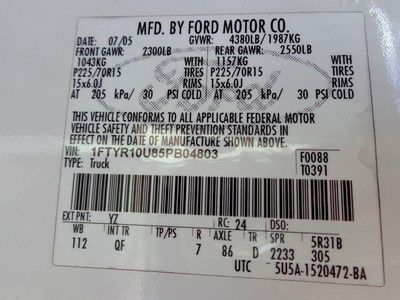 MFD. BY FORD MOTOR CO.
DATE: 07/05 GVWR: 4380LB/1987KG
FRONT GAWR: 2300LB REAR GAWR: 2550LB
1043KG WITH 1157KG WITH
P225/70R15 TIRES P225/70R15 TIRES
15x6.0J RIMS 15x6.0J RIMS
AT 205 kPa/ 30 PSI COLD AT 205 kPa/ 30 PSI COLD
THIS VEHICLE CONFORMS TO ALL APPLICABLE FEDERAL MOTOR
VEHICLE SAFETY AND THEFT PREVENTION STANDARDS IN
EFFECT ON THE DATE OF MANUFACTURE SHOWN ABOVE.
VIN: 1FTYR10U85PB04803 F0088
TYPE: Truck T0391
EXT PNT: YZ RC: 24 DSO:
WB INT TR TP/PS R AXLE TR SPR 5R31B
112 QF 7 86 D 2233 305
UTC 5U5A-1520472-BA